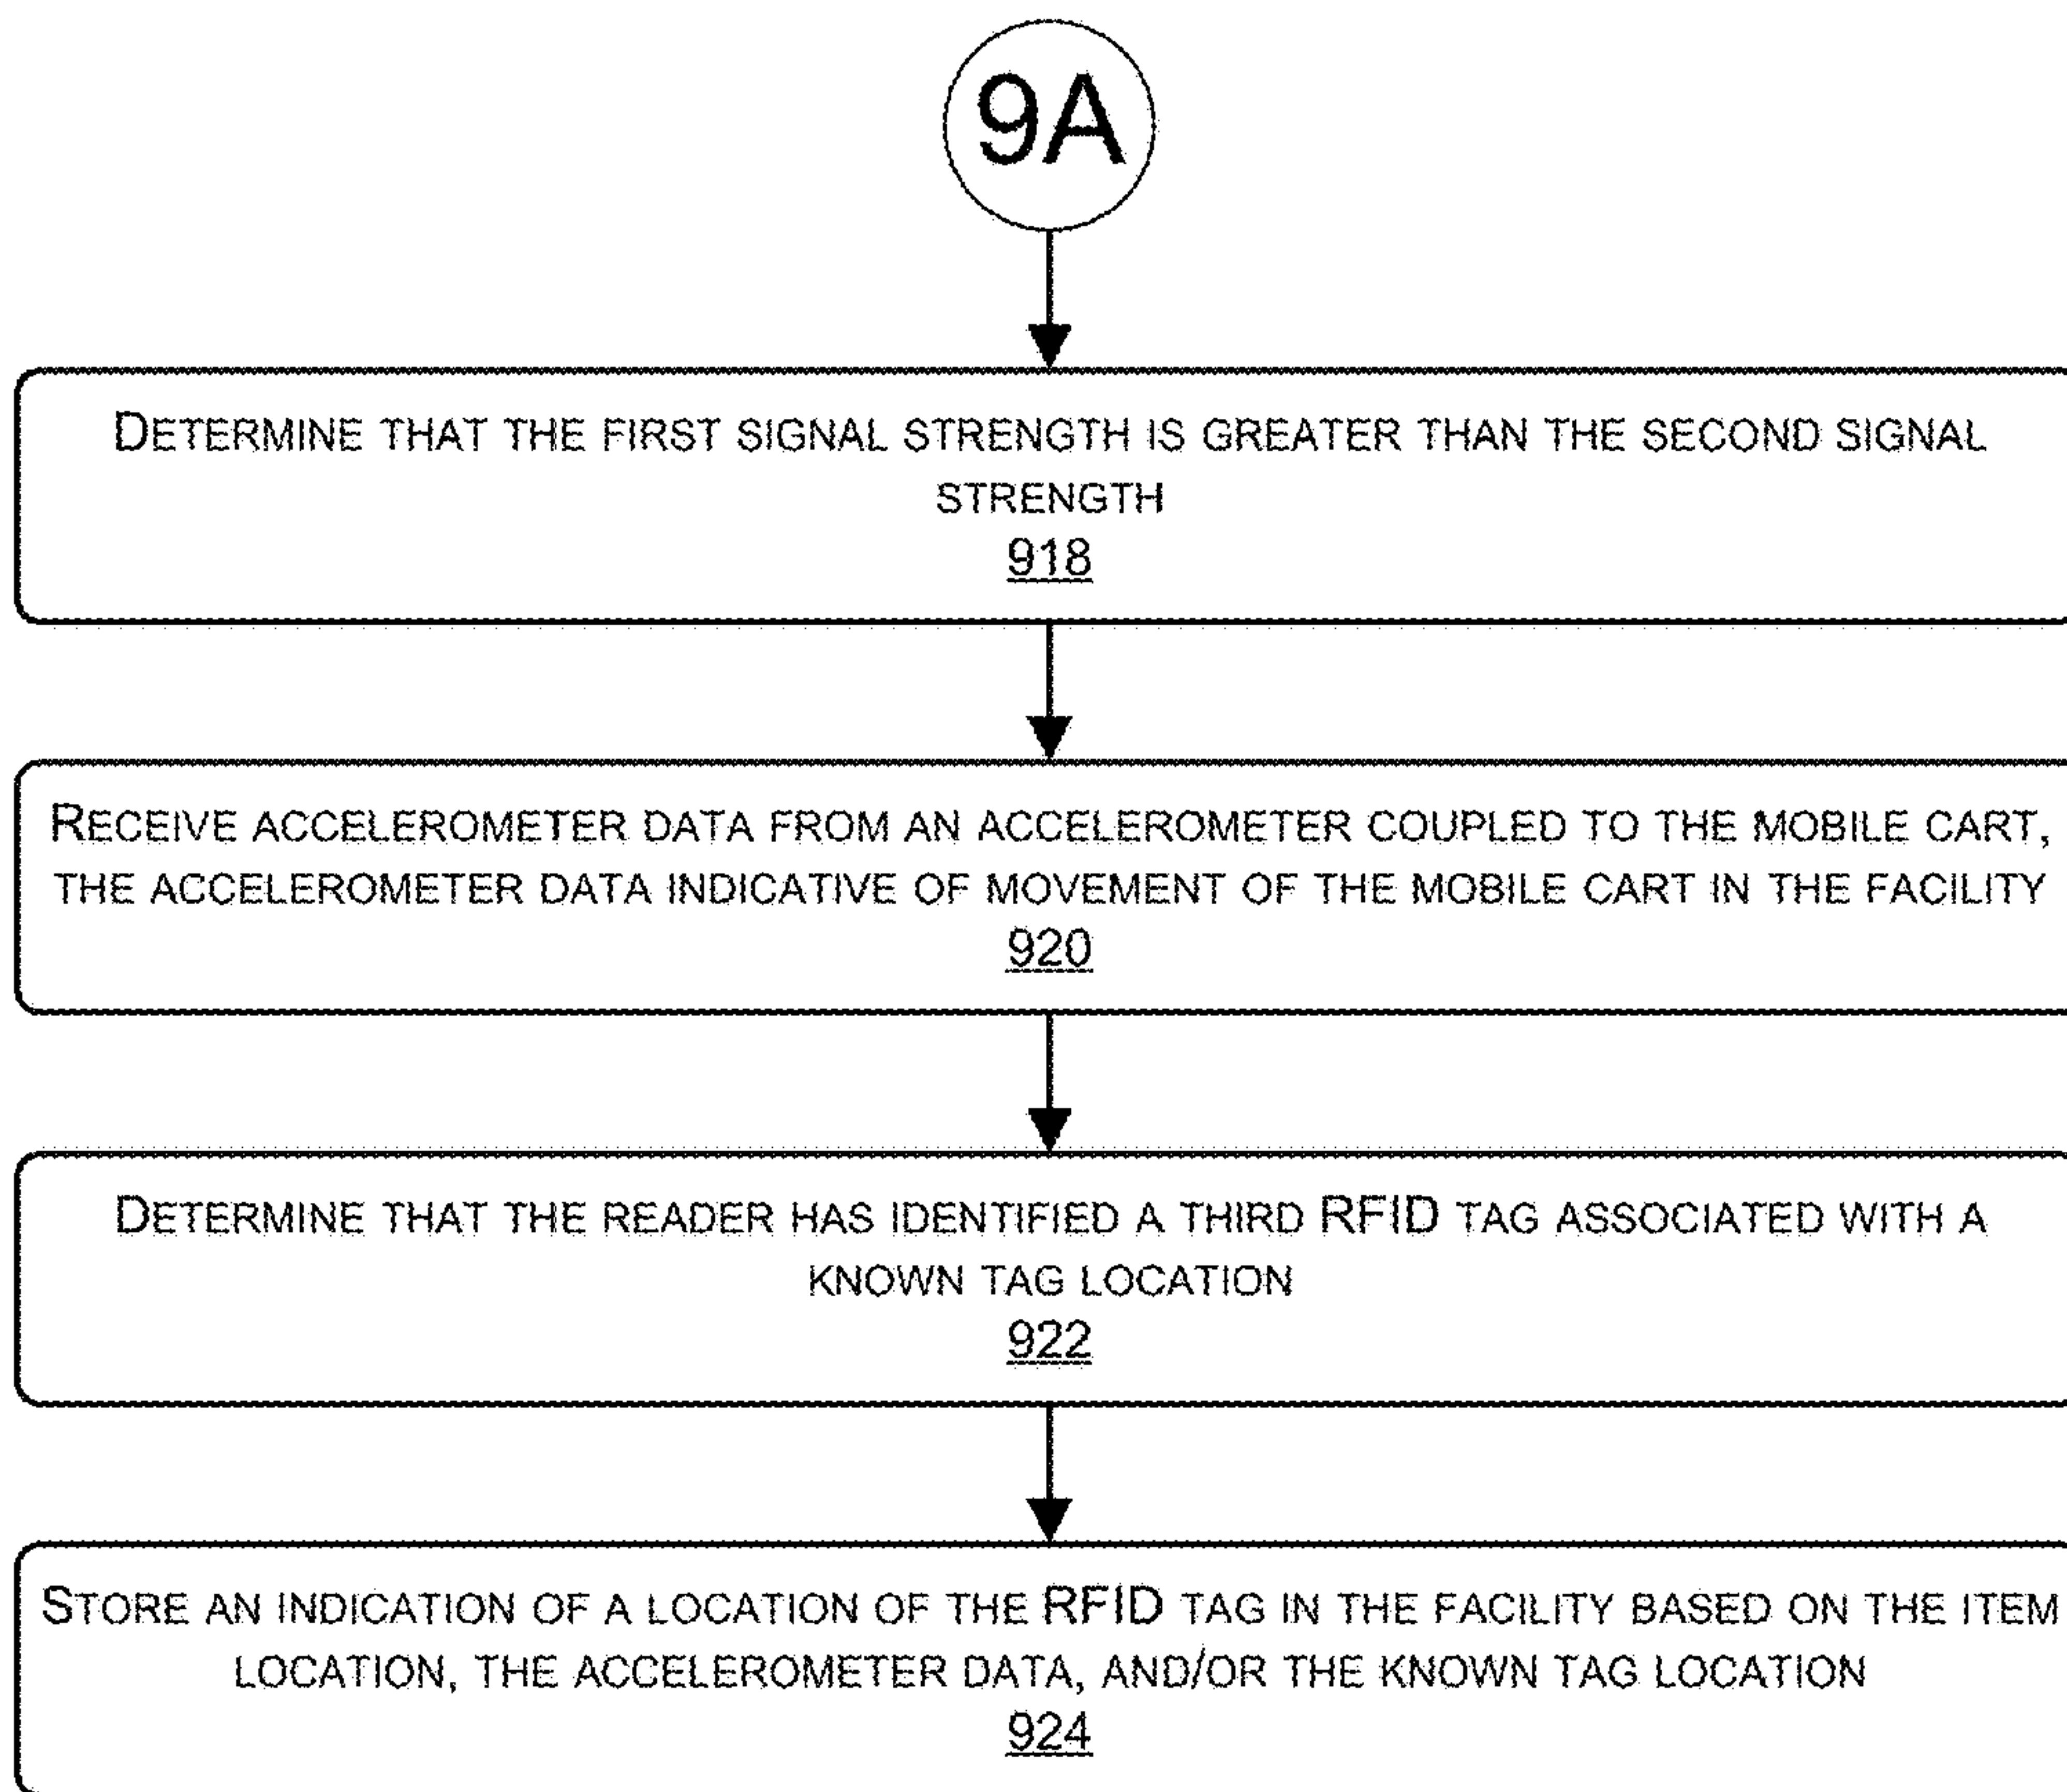 9A
DETERMINE THAT THE FIRST SIGNAL STRENGTH IS GREATER THAN THE SECOND SIGNAL
STRENGTH
918
RECEIVE ACCELEROMETER DATA FROM AN ACCELEROMETER COUPLED TO THE MOBILE CART,
THE ACCELEROMETER DATA INDICATIVE OF MOVEMENT OF THE MOBILE CART IN THE FACILITY
920
DETERMINE THAT THE READER HAS IDENTIFIED A THIRD RFID TAG ASSOCIATED WITH A
KNOWN TAG LOCATION
922
STORE AN INDICATION OF A LOCATION OF THE RFID TAG IN THE FACILITY BASED ON THE ITEM
LOCATION, THE ACCELEROMETER DATA, AND/OR THE KNOWN TAG LOCATION
924